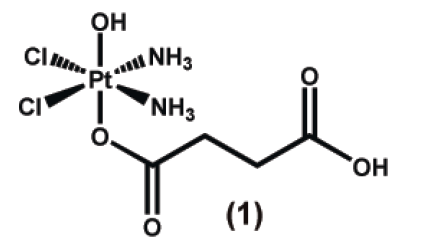 OH
Cl NH₃
Pt
Cl NH₃
O O
OH
O (1)